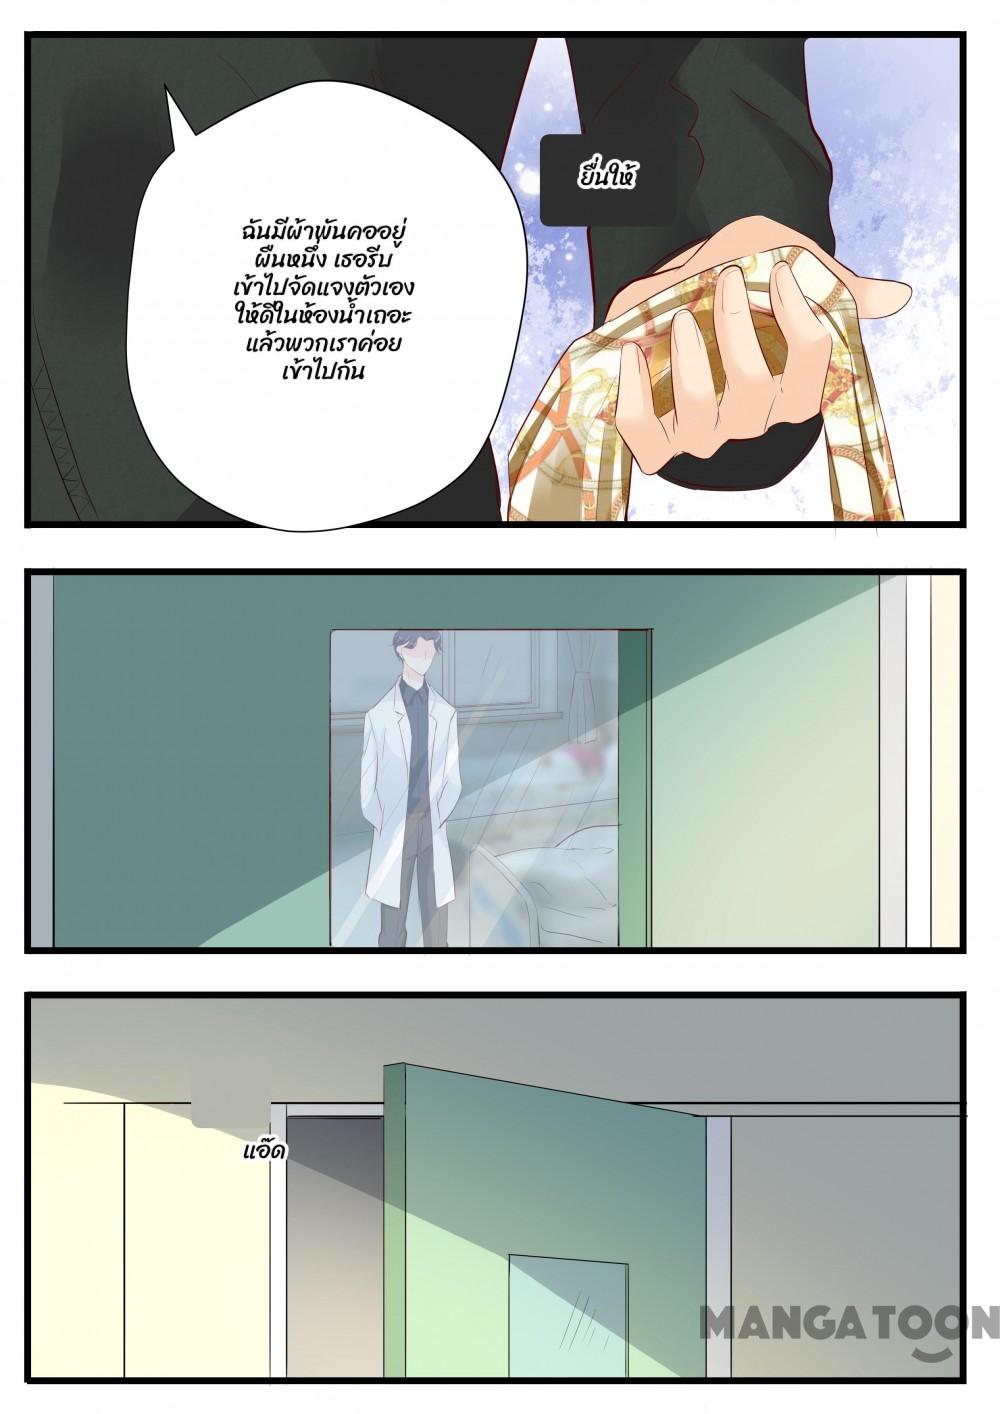 ยื่นให้
ฉันมีผ้าพันคออยู่
ผืนหนึ่ง เธอรีบ
เข้าไปจัดแจงตัวเอง
ให้ดีในห้องน้ำเถอะ
แล้วพวกเราค่อย
เข้าไปกัน
แอ๊ด
MANGATOON